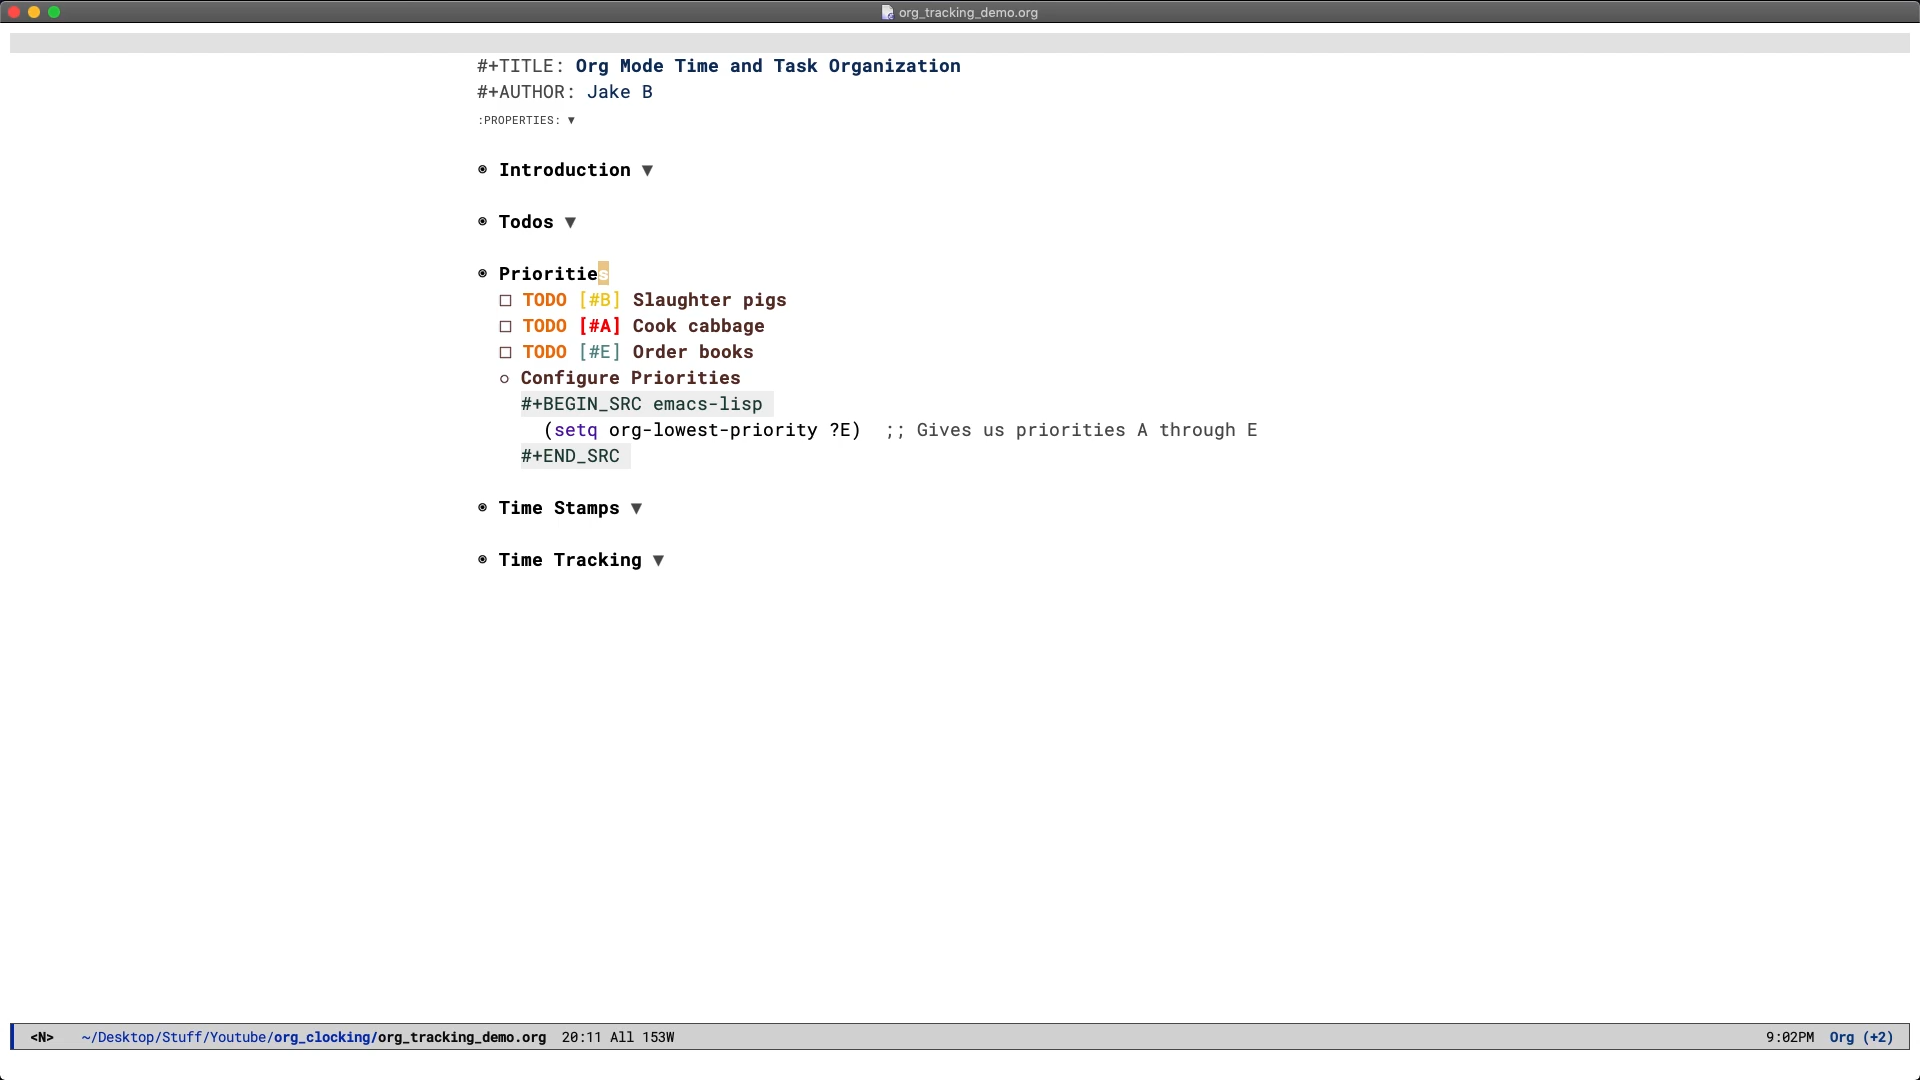 org_tracking_demo.org
#+TITLE: Org Mode Time and Task Organization
#+AUTHOR: Jake B
:PROPERTIES: ▼
◉ Introduction ▼
◉ Todos ▼
◉ Priorities
□ TODO [#B] Slaughter pigs
□ TODO [#A] Cook cabbage
□ TODO [#E] Order books
○ Configure Priorities
#+BEGIN_SRC emacs-lisp
(setq org-lowest-priority ?E)  ;; Gives us priorities A through E
#+END_SRC
◉ Time Stamps ▼
◉ Time Tracking ▼
<N> ~/Desktop/Stuff/Youtube/org_clocking/org_tracking_demo.org 20:11 All 153W 9:02PM Org (+2)